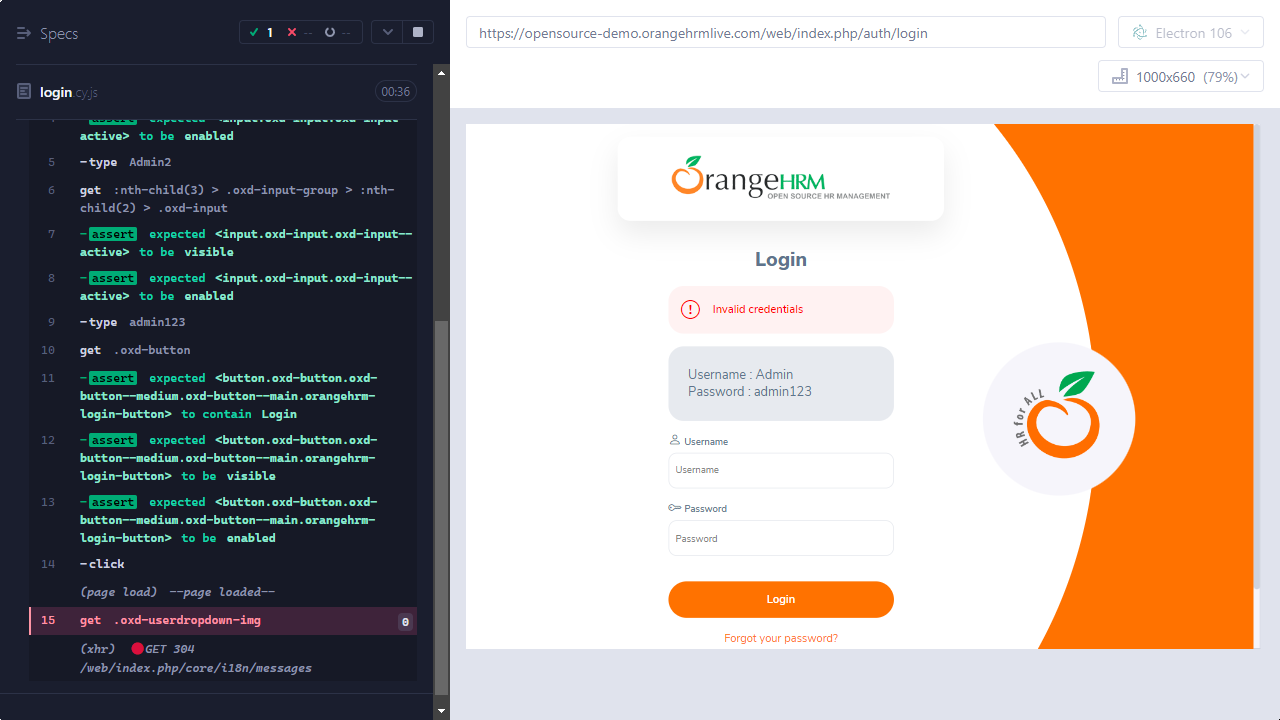 Specs
1
--
--
https://opensource-demo.orangehrmlive.com/web/index.php/auth/login
Electron 106
1000x660 (79%)
login.cy.js
00:36
4 -assert expected <input.oxd-input.oxd-input--
active> to be enabled
5 -type Admin2
6 get :nth-child(3) > .oxd-input-group > :nth-
child(2) > .oxd-input
7 -assert expected <input.oxd-input.oxd-input--
active> to be visible
8 -assert expected <input.oxd-input.oxd-input--
active> to be enabled
9 -type admin123
10 get .oxd-button
11 -assert expected <button.oxd-button.oxd-
button--medium.oxd-button--main.orangehrm-
login-button> to contain Login
12 -assert expected <button.oxd-button.oxd-
button--medium.oxd-button--main.orangehrm-
login-button> to be visible
13 -assert expected <button.oxd-button.oxd-
button--medium.oxd-button--main.orangehrm-
login-button> to be enabled
14 -click
(page load) --page loaded--
15 get .oxd-userdropdown-img 0
(xhr) GET 304
/web/index.php/core/i18n/messages
OrangeHRM
OPEN SOURCE HR MANAGEMENT
Login
Invalid credentials
Username : Admin
Password : admin123
Username
Username
Password
Password
Login
Forgot your password?
HR for ALL